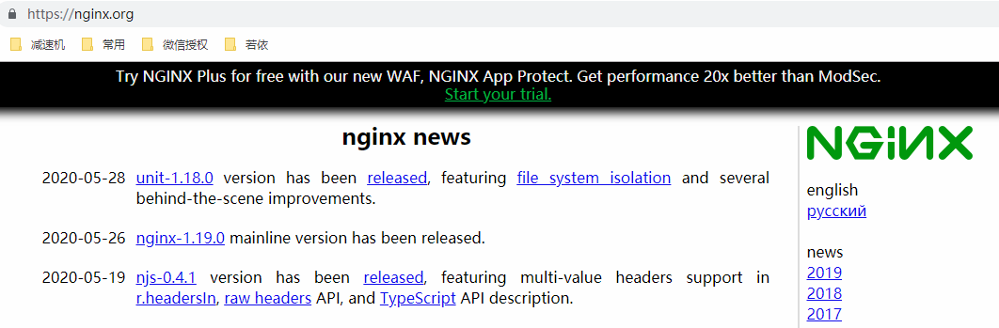 https://nginx.org
减速机 常用 微信授权 若依
Try NGINX Plus for free with our new WAF, NGINX App Protect. Get performance 20x better than ModSec.
Start your trial.
nginx news
2020-05-28 unit-1.18.0 version has been released, featuring file system isolation and several
behind-the-scene improvements.
2020-05-26 nginx-1.19.0 mainline version has been released.
2020-05-19 njs-0.4.1 version has been released, featuring multi-value headers support in
r.headersIn, raw headers API, and TypeScript API description.
NGINX
english
русский
news
2019
2018
2017